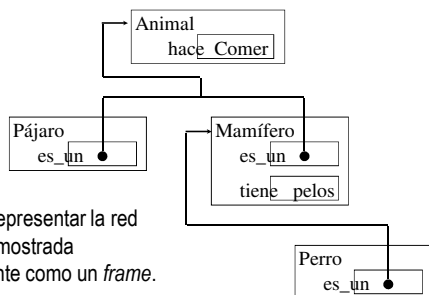 Animal
hace Comer
Pájaro
es_un
Mamífero
es_un
tiene pelos
epresentar la red
mostrada
nte como un frame.
Perro
es_un